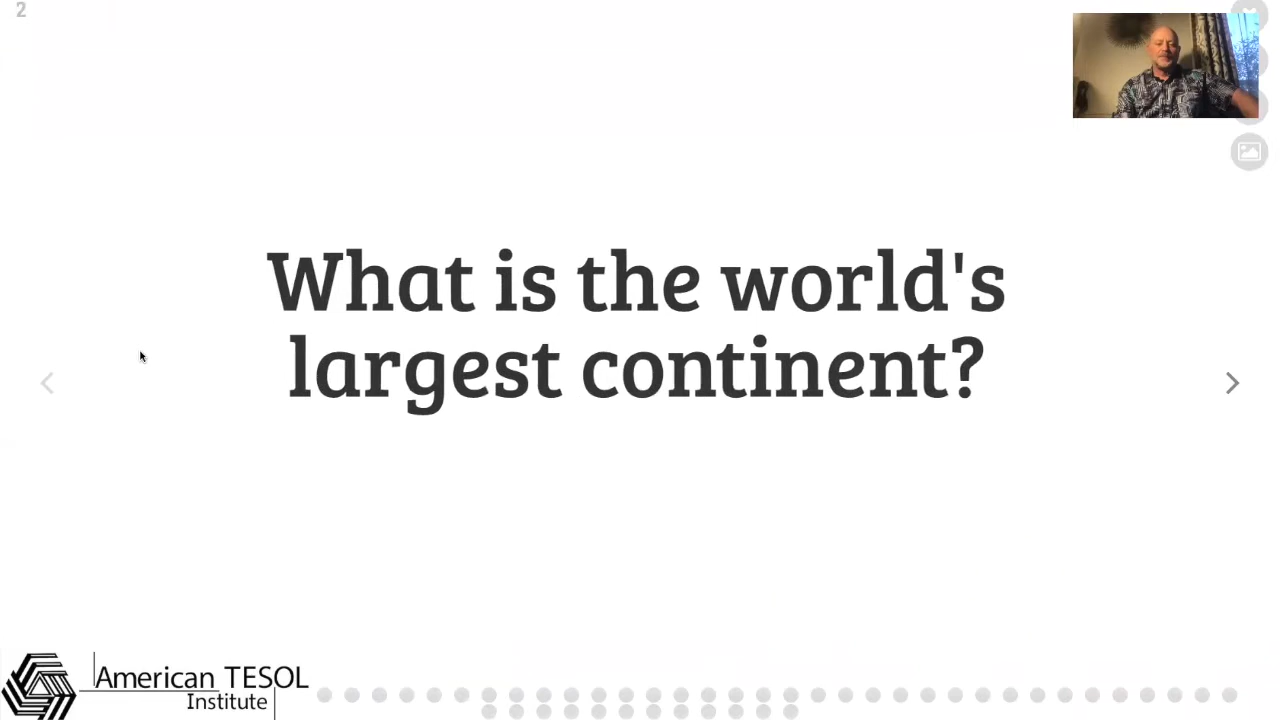 2
What is the world's
largest continent?
American TESOL
Institute